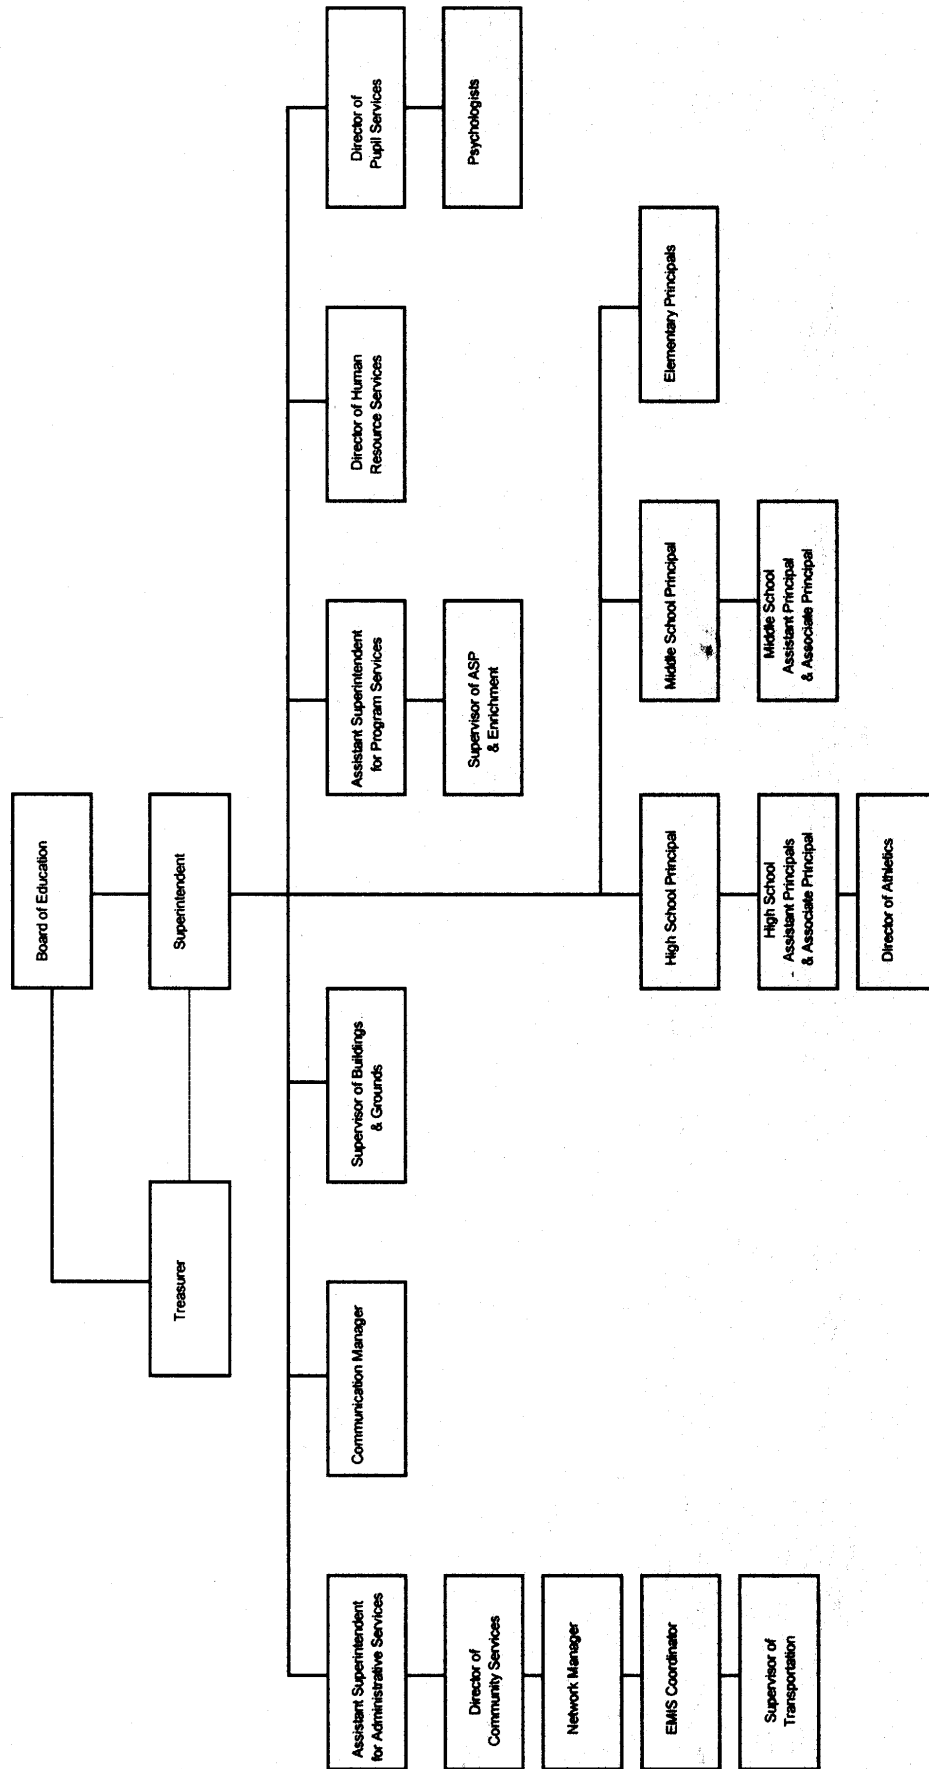 Board of Education
Treasurer
Superintendent
Assistant Superintendent
for Administrative Services
Communication Manager
Supervisor of Buildings
& Grounds
Assistant Superintendent
for Program Services
Director of Human
Resource Services
Director of
Pupil Services
Director of
Community Services
Supervisor of ASP
& Enrichment
Psychologists
Network Manager
EMIS Coordinator
High School Principal
Middle School Principal
Elementary Principals
Supervisor of
Transportation
High School
- Assistant Principals
& Associate Principal
Middle School
Assistant Principal
& Associate Principal
Director of Athletics